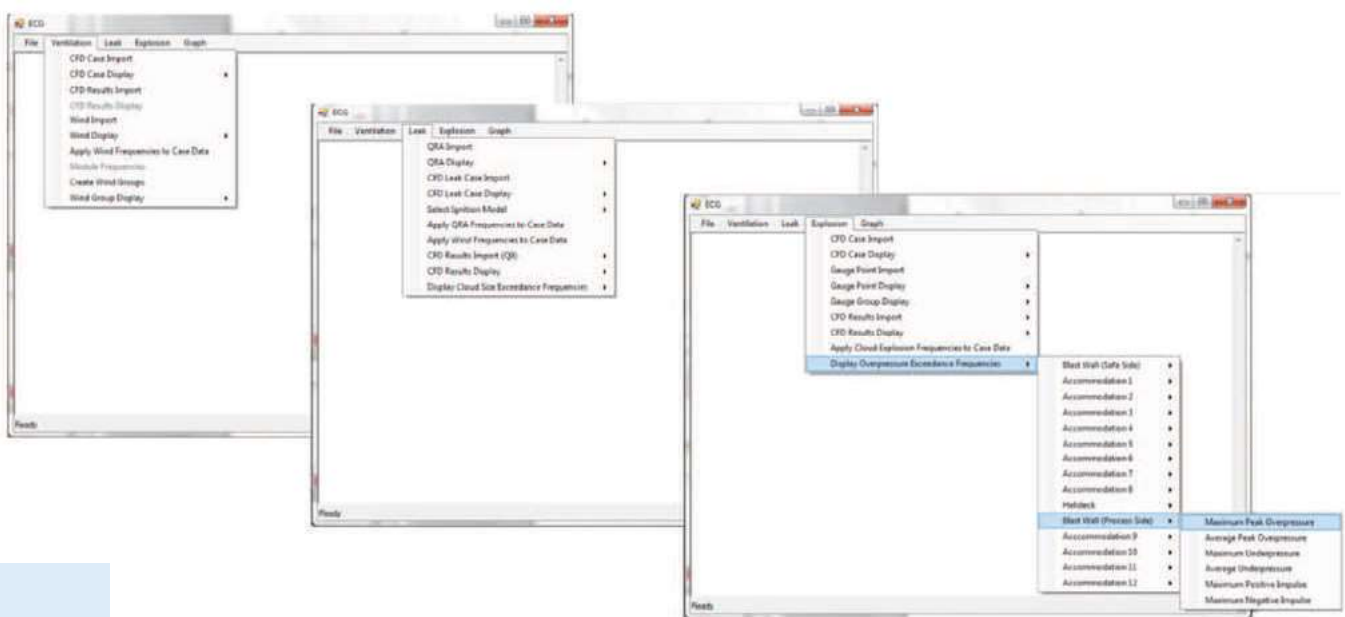 ECG
File Ventilation Leak Explosion Graph
CFD Case Import
CFD Case Display
CFD Results Import
CFD Results Display
Wind Import
Wind Display
Apply Wind Frequencies to Case Data
Module Frequencies
Create Wind Groups
Wind Group Display
Ready
ECG
File Ventilation Leak Explosion Graph
QRA Import
QRA Display
CFD Leak Case Import
CFD Leak Case Display
Select Ignition Model
Apply QRA Frequencies to Case Data
Apply Wind Frequencies to Case Data
CFD Results Import (Q9)
CFD Results Display
Display Cloud Size Exceedance Frequencies
Ready
ECG
File Ventilation Leak Explosion Graph
CFD Case Import
CFD Case Display
Gauge Point Import
Gauge Point Display
Gauge Group Display
CFD Results Import
CFD Results Display
Apply Cloud Explosion Frequencies to Case Data
Display Overpressure Exceedance Frequencies
Blast Wall (Safe Side)
Accommodation 1
Accommodation 2
Accommodation 3
Accommodation 4
Accommodation 5
Accommodation 6
Accommodation 7
Accommodation 8
Helideck
Blast Wall (Process Side)
Acccommodation 9
Accommodation 10
Accommodation 11
Accommodation 12
Maximum Peak Overpressure
Average Peak Overpressure
Maximum Underpressure
Average Underpressure
Maximum Positive Impulse
Maximum Negative Impulse
Ready